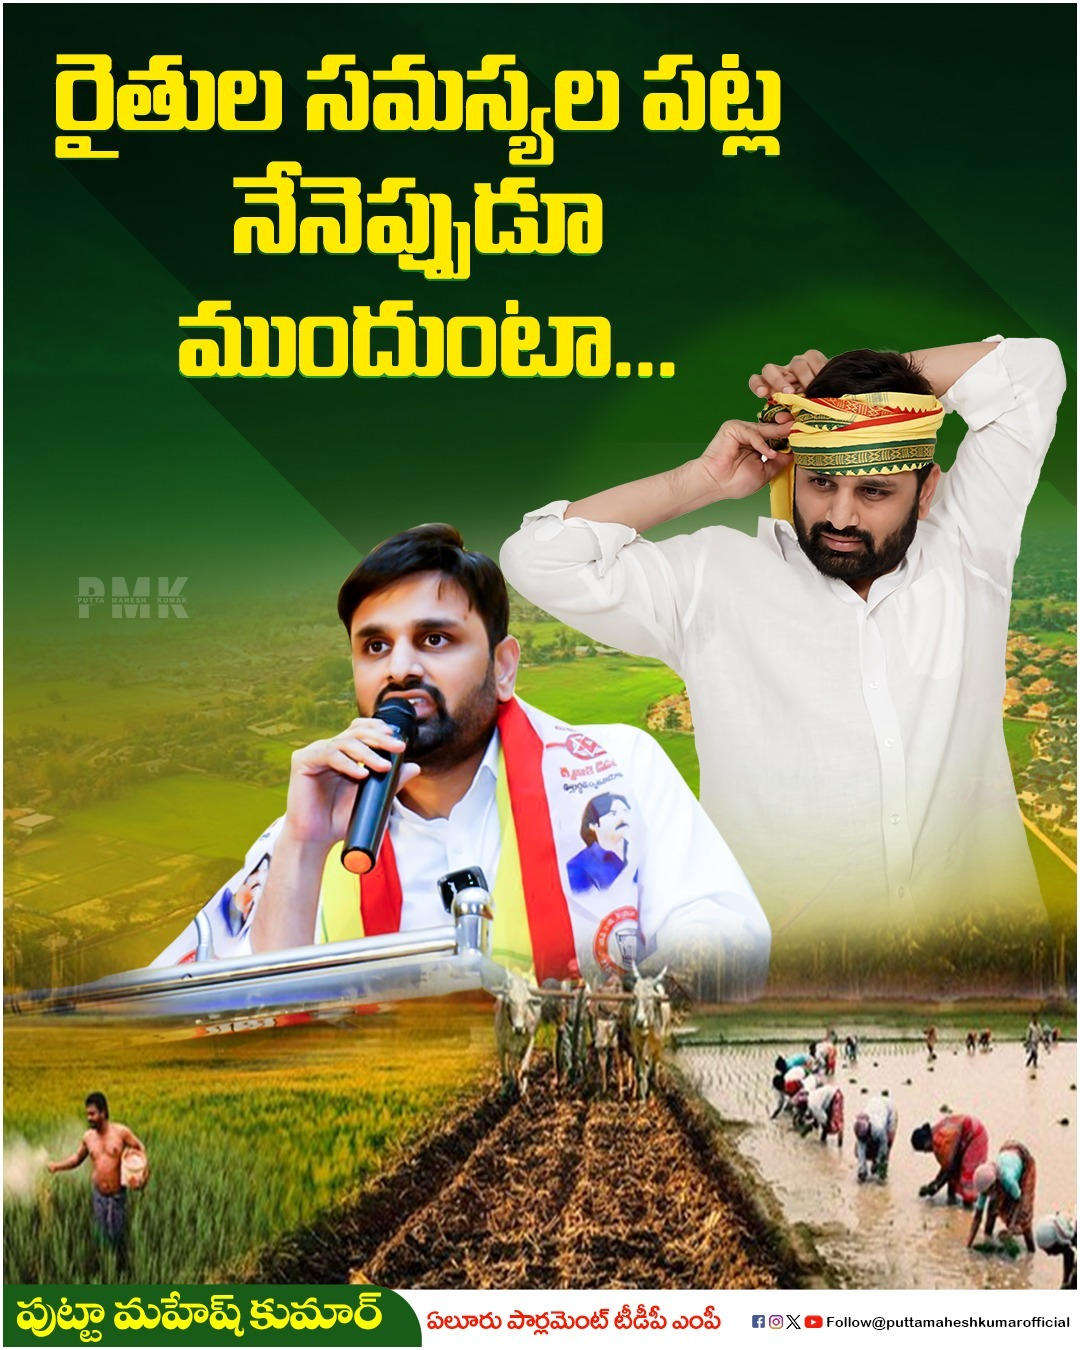 రైతుల సమస్యల పట్ల
నేనెప్పుడూ
ముందుంటా...
PMK
PUTTA MAHESH KUMAR
పుట్టా మహేష్ కుమార్
ఏలూరు పార్లమెంట్ టీడీపీ ఎంపీ
Follow@puttamaheshkumarofficial